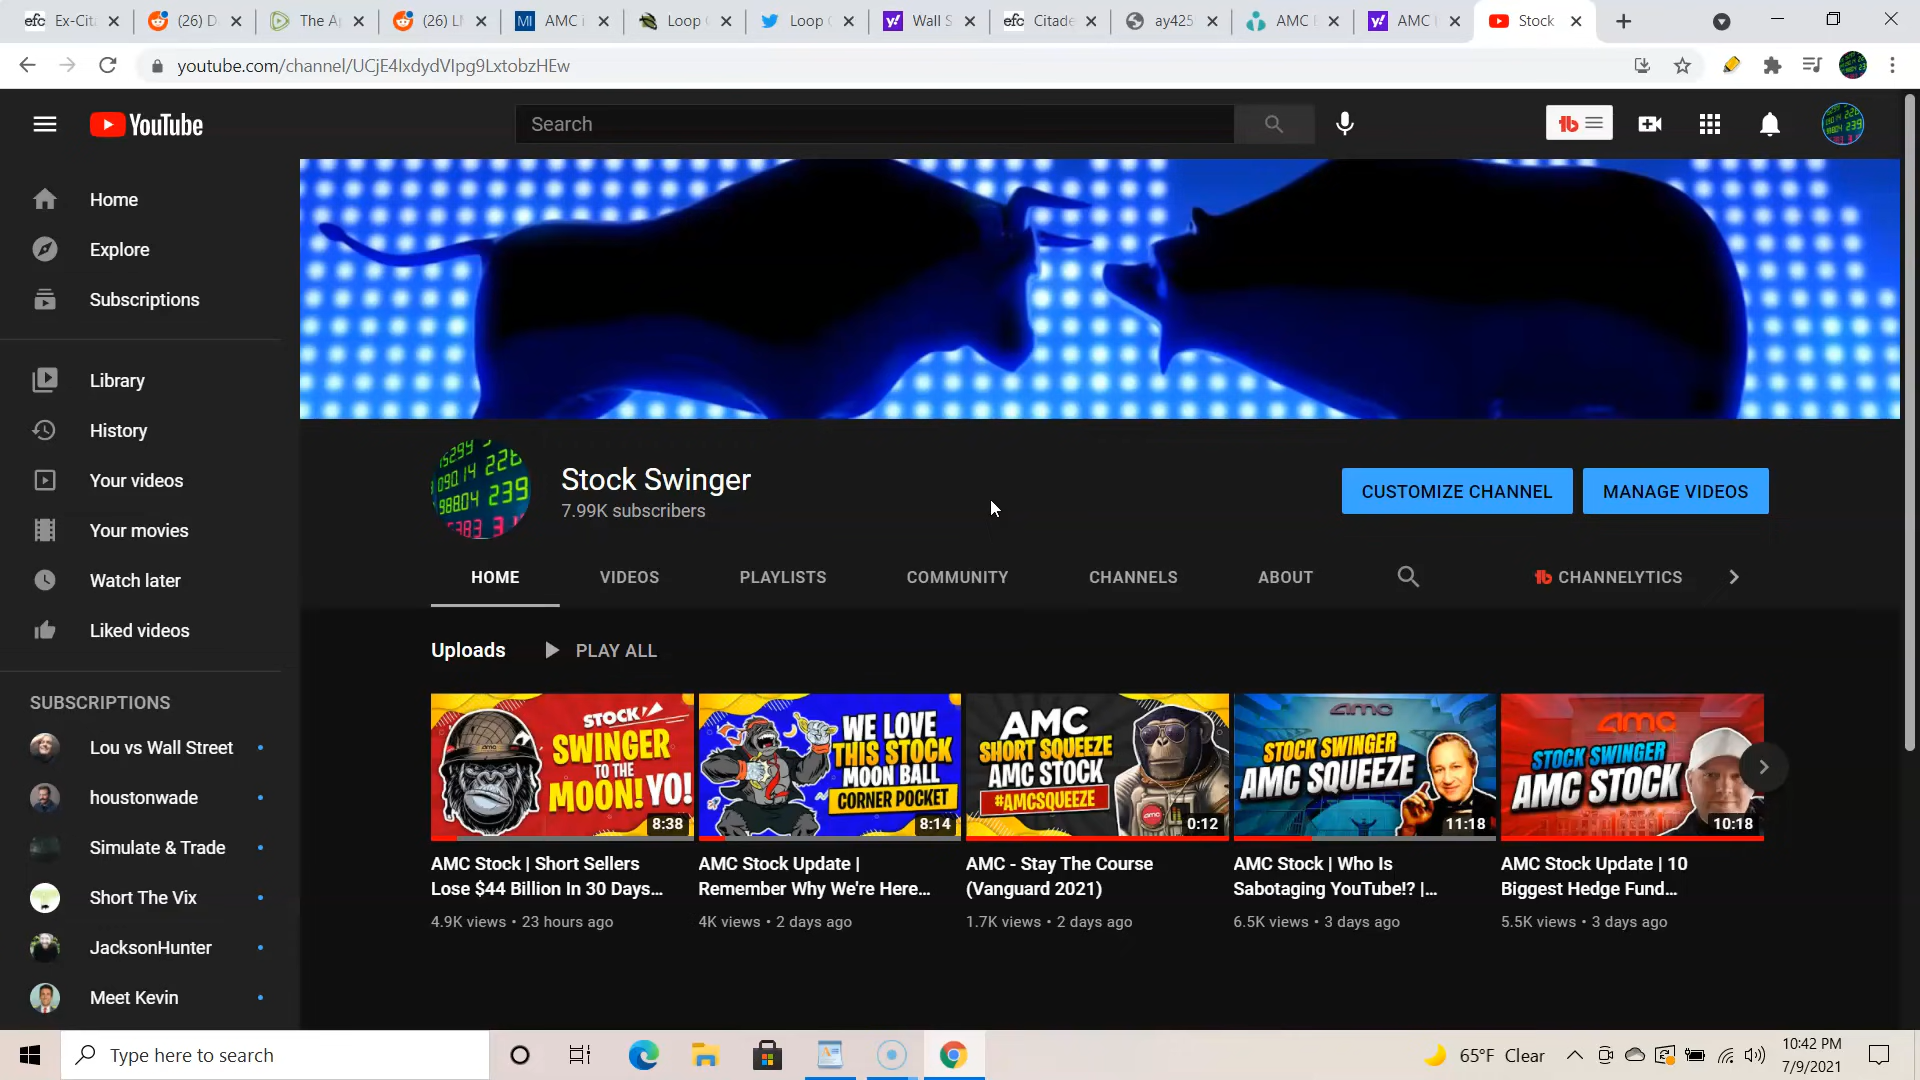 Ex-Cit
(26) D
The A
(26) L
AMC i
Loop
Loop
Wall S
Citade
ay425
AMC
AMC
Stock
youtube.com/channel/UCjE4IxdydVIpg9LxtobzHEw
YouTube
Search
Home
Explore
Subscriptions
Library
History
Your videos
Your movies
Watch later
Liked videos
SUBSCRIPTIONS
Lou vs Wall Street
houstonwade
Simulate & Trade
Short The Vix
JacksonHunter
Meet Kevin
Stock Swinger
7.99K subscribers
CUSTOMIZE CHANNEL
MANAGE VIDEOS
HOME
VIDEOS
PLAYLISTS
COMMUNITY
CHANNELS
ABOUT
CHANNELYTICS
Uploads
PLAY ALL
STOCK
SWINGER
TO THE
MOON! YO!
8:38
WE LOVE
THIS STOCK
MOON BALL
CORNER POCKET
8:14
AMC
SHORT SQUEEZE
AMC STOCK
#AMCSQUEEZE
0:12
amc
STOCK SWINGER
AMC SQUEEZE
11:18
amc
STOCK SWINGER
AMC STOCK
10:18
AMC Stock | Short Sellers
Lose $44 Billion In 30 Days...
4.9K views • 23 hours ago
AMC Stock Update |
Remember Why We're Here...
4K views • 2 days ago
AMC - Stay The Course
(Vanguard 2021)
1.7K views • 2 days ago
AMC Stock | Who Is
Sabotaging YouTube!? |...
6.5K views • 3 days ago
AMC Stock Update | 10
Biggest Hedge Fund...
5.5K views • 3 days ago
Type here to search
65°F Clear
10:42 PM
7/9/2021